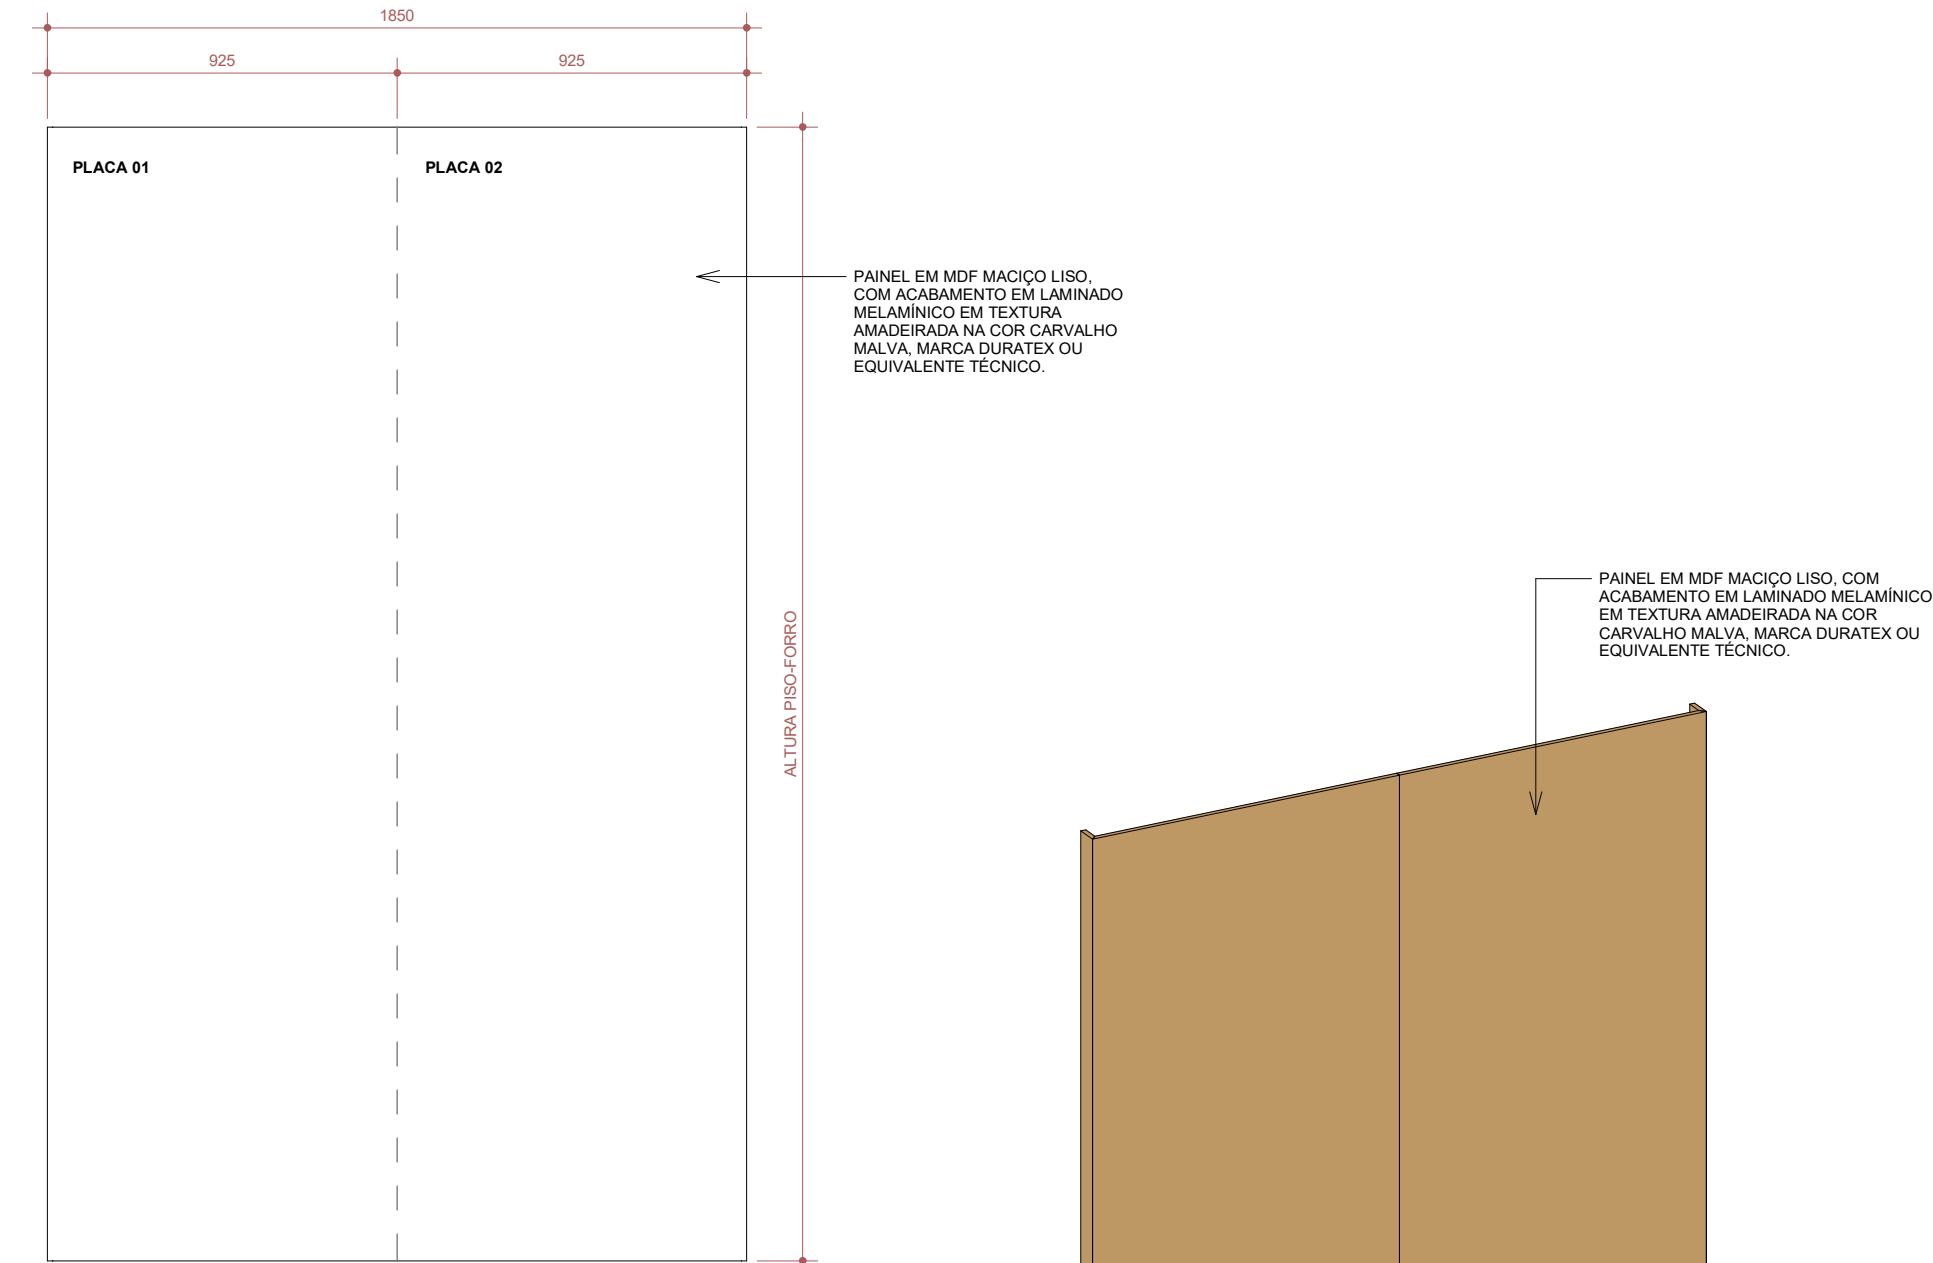 1850
925
925
PLACA 01
PLACA 02
PAINEL EM MDF MACIÇO LISO,
COM ACABAMENTO EM LAMINADO
MELAMÍNICO EM TEXTURA
AMADEIRADA NA COR CARVALHO
MALVA, MARCA DURATEX OU
EQUIVALENTE TÉCNICO.
ALTURA PISO-FORRO
PAINEL EM MDF MACIÇO LISO, COM
ACABAMENTO EM LAMINADO MELAMÍNICO
EM TEXTURA AMADEIRADA NA COR
CARVALHO MALVA, MARCA DURATEX OU
EQUIVALENTE TÉCNICO.